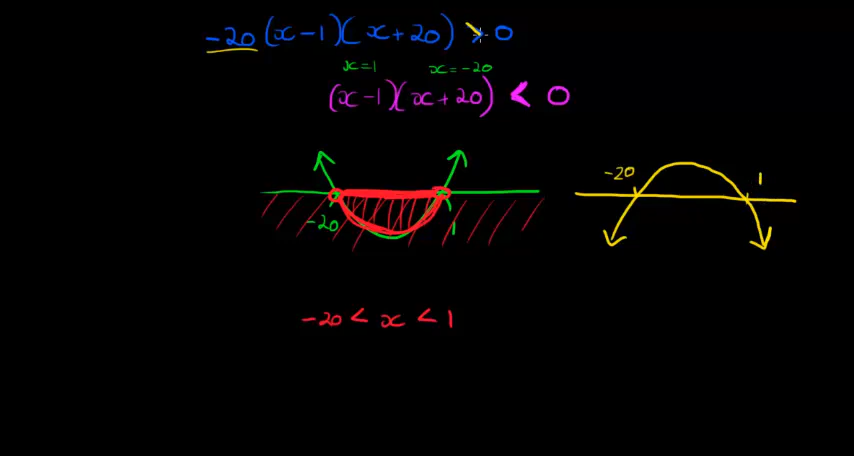 -20(x-1)(x+20) > 0
x=1 x=-20
(x-1)(x+20) < 0
-20 1
-20 1
-20 < x < 1